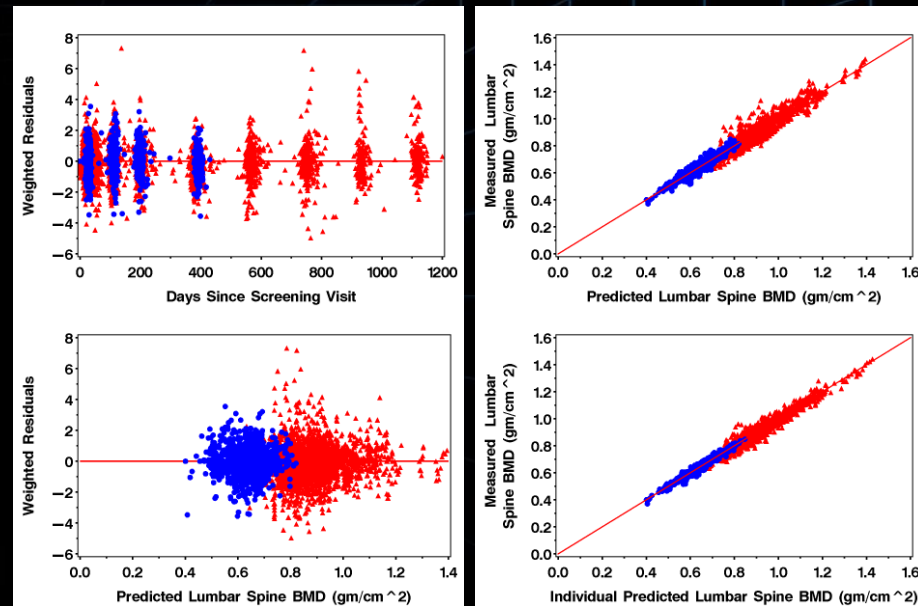 Weighted Residuals
8
6
4
2
0
−2
−4
−6
0 200 400 600 800 1000 1200
Days Since Screening Visit
Measured Lumbar
Spine BMD (gm/cm^2)
1.6
1.4
1.2
1.0
0.8
0.6
0.4
0.2
0.0
0.0 0.2 0.4 0.6 0.8 1.0 1.2 1.4 1.6
Predicted Lumbar Spine BMD (gm/cm^2)
Weighted Residuals
8
6
4
2
0
−2
−4
−6
0.0 0.2 0.4 0.6 0.8 1.0 1.2 1.4
Predicted Lumbar Spine BMD (gm/cm^2)
Measured Lumbar
Spine BMD (gm/cm^2)
1.6
1.4
1.2
1.0
0.8
0.6
0.4
0.2
0.0
0.0 0.2 0.4 0.6 0.8 1.0 1.2 1.4 1.6
Individual Predicted Lumbar Spine BMD (gm/cm^2)